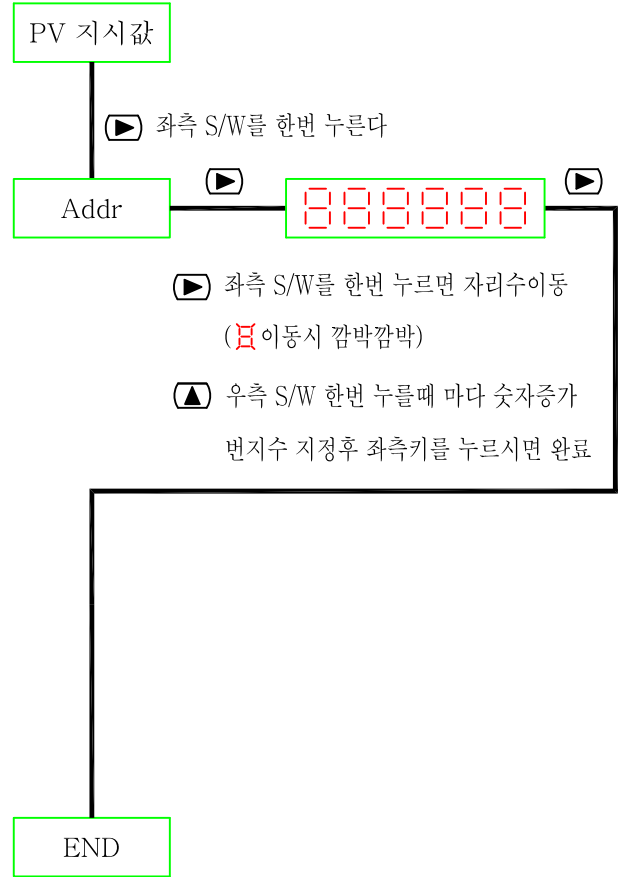 PV 지시값
좌측 S/W를 한번 누른다
Addr
888888
좌측 S/W를 한번 누르면 자리수이동
(8이동시 깜박깜박)
우측 S/W 한번 누를때 마다 숫자증가
번지수 지정후 좌측키를 누르시면 완료
END